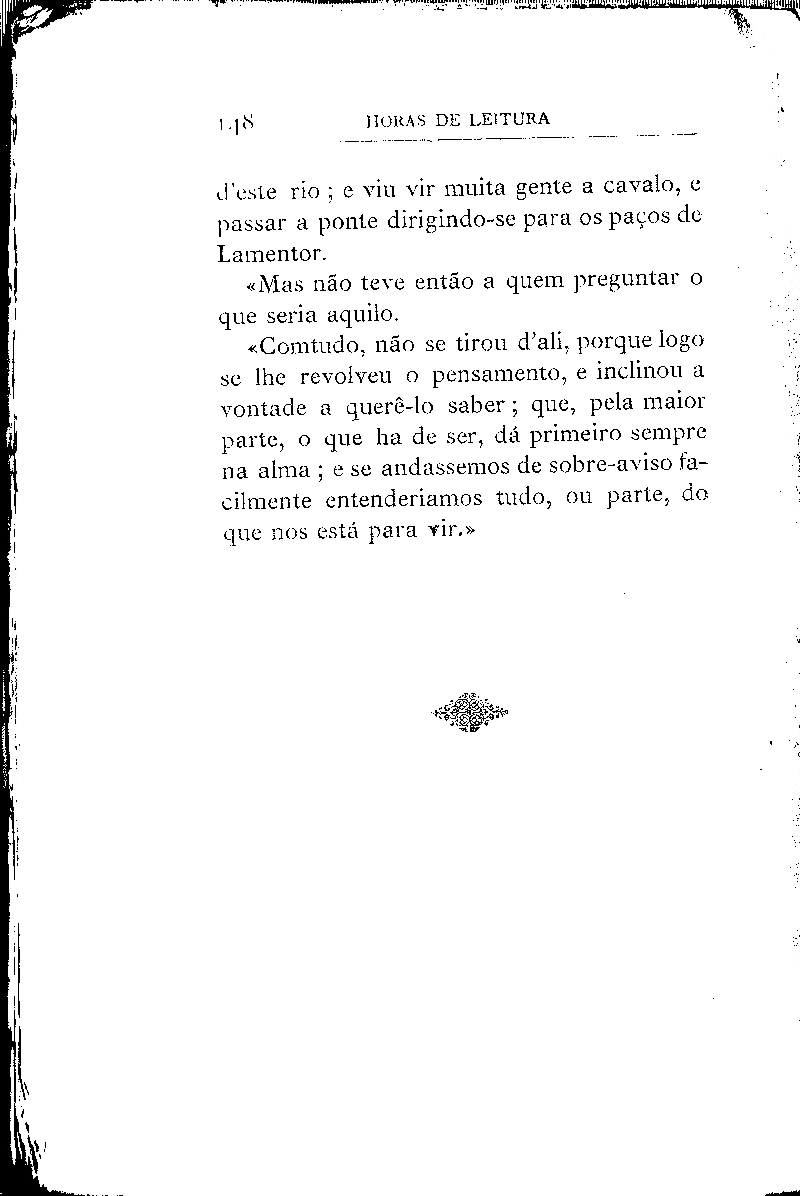 148 HORAS DE LEITURA
d'este rio ; e viu vir muita gente a cavalo, e
passar a ponte dirigindo-se para os paços de
Lamentor.
«Mas não teve então a quem preguntar o
que seria aquilo.
«Comtudo, não se tirou d'ali, porque logo
se lhe revolveu o pensamento, e inclinou a
vontade a querê-lo saber ; que, pela maior
parte, o que ha de ser, dá primeiro sempre
na alma ; e se andassemos de sobre-aviso fa-
cilmente entenderiamos tudo, ou parte, do
que nos está para vir.»